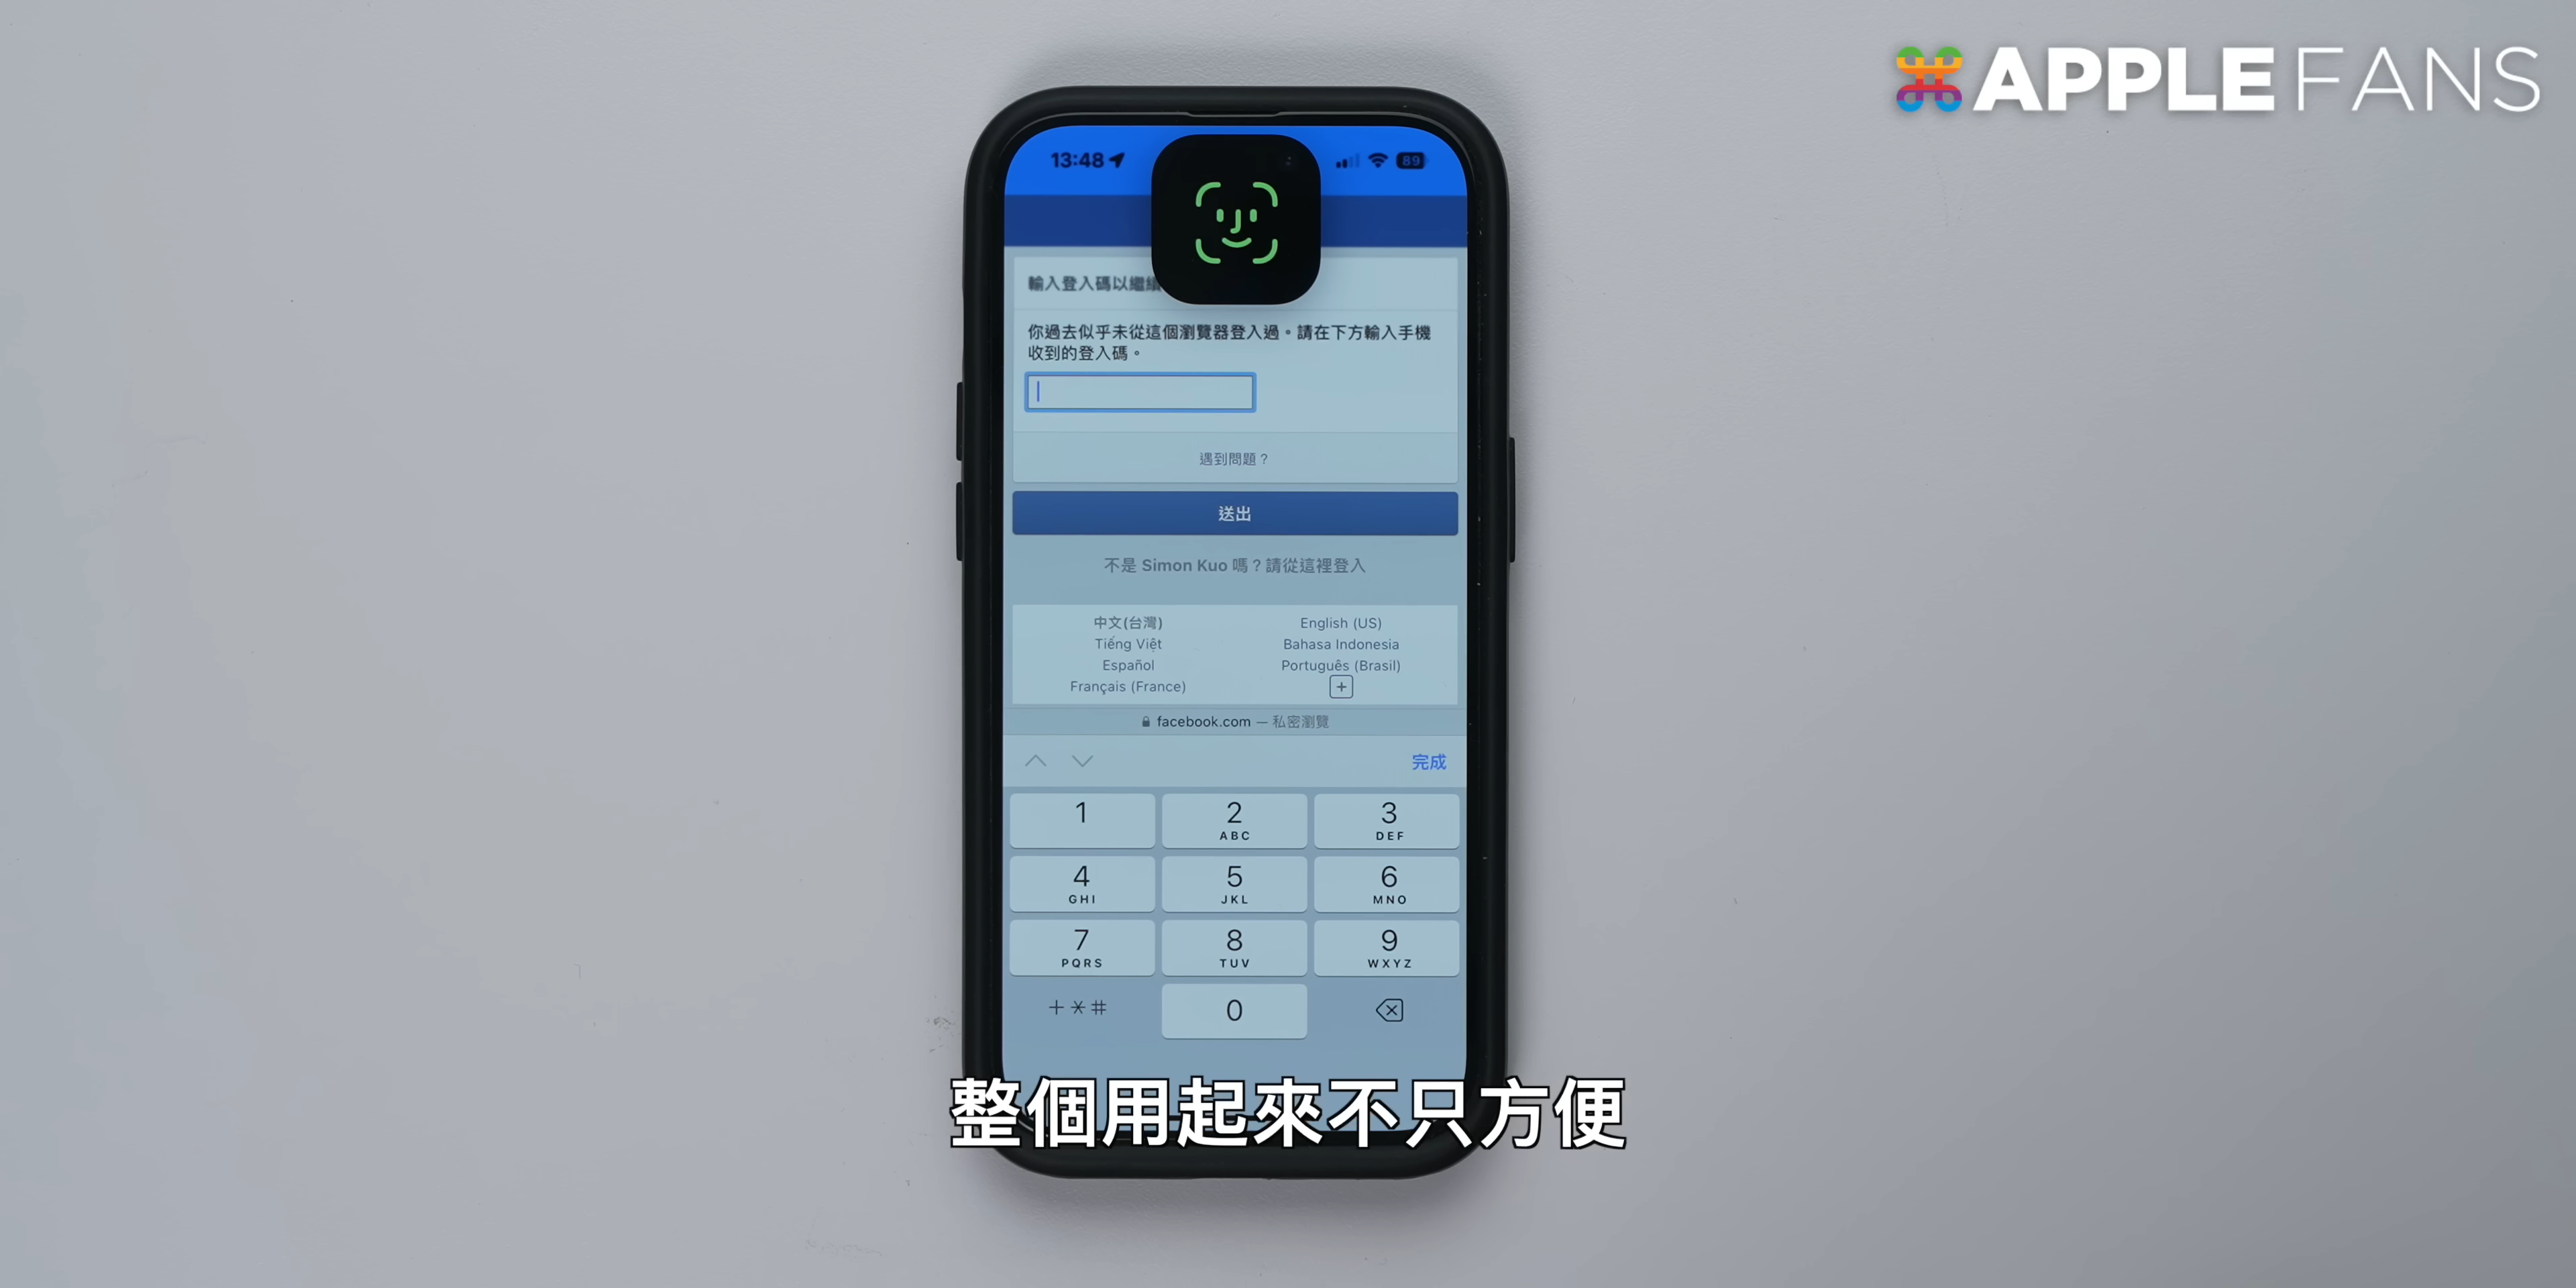 APPLE FANS
13:48
89
輸入登入碼以繼續
你過去似乎未從這個瀏覽器登入過。請在下方輸入手機
收到的登入碼。
遇到問題？
送出
不是 Simon Kuo 嗎？請從這裡登入
中文(台灣) English (US)
Tiếng Việt Bahasa Indonesia
Español Português (Brasil)
Français (France) +
facebook.com — 私密瀏覽
完成
1 2 3
ABC DEF
4 5 6
GHI JKL MNO
7 8 9
PQRS TUV WXYZ
+*# 0
整個用起來不只方便